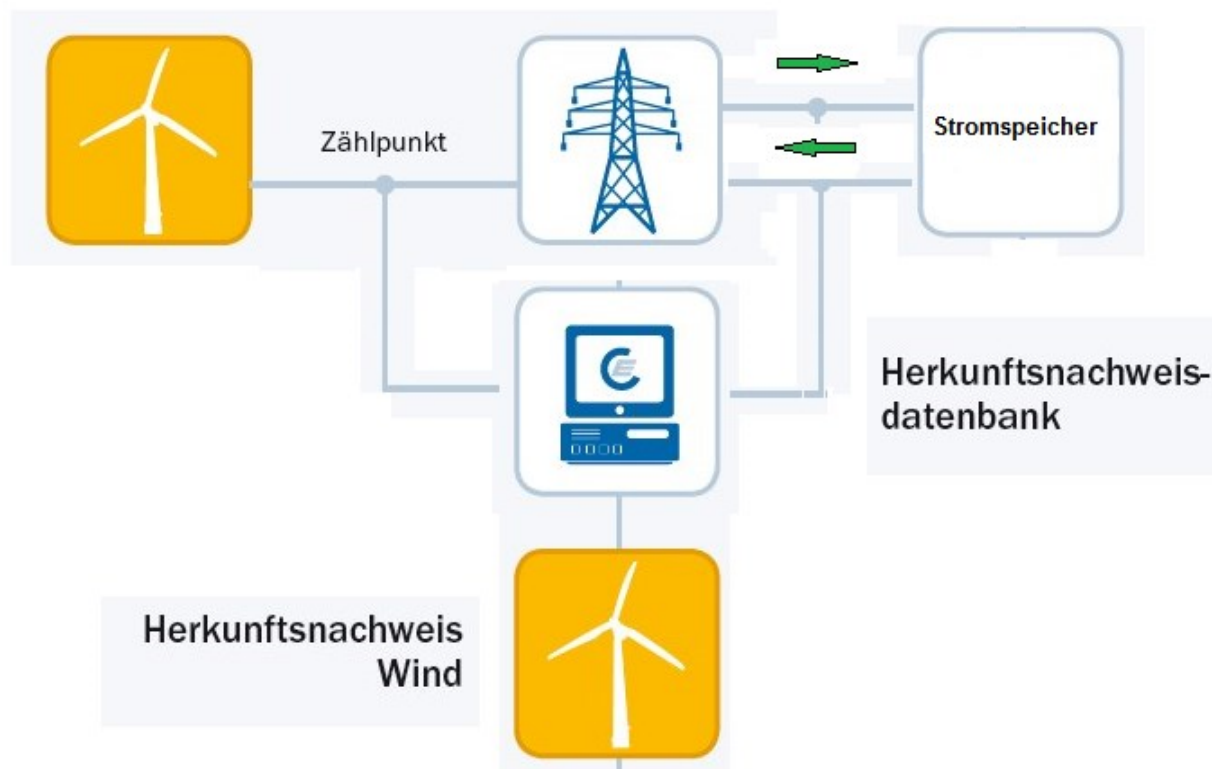 Zählpunkt
Stromspeicher
Herkunftsnachweis-
datenbank
Herkunftsnachweis
Wind